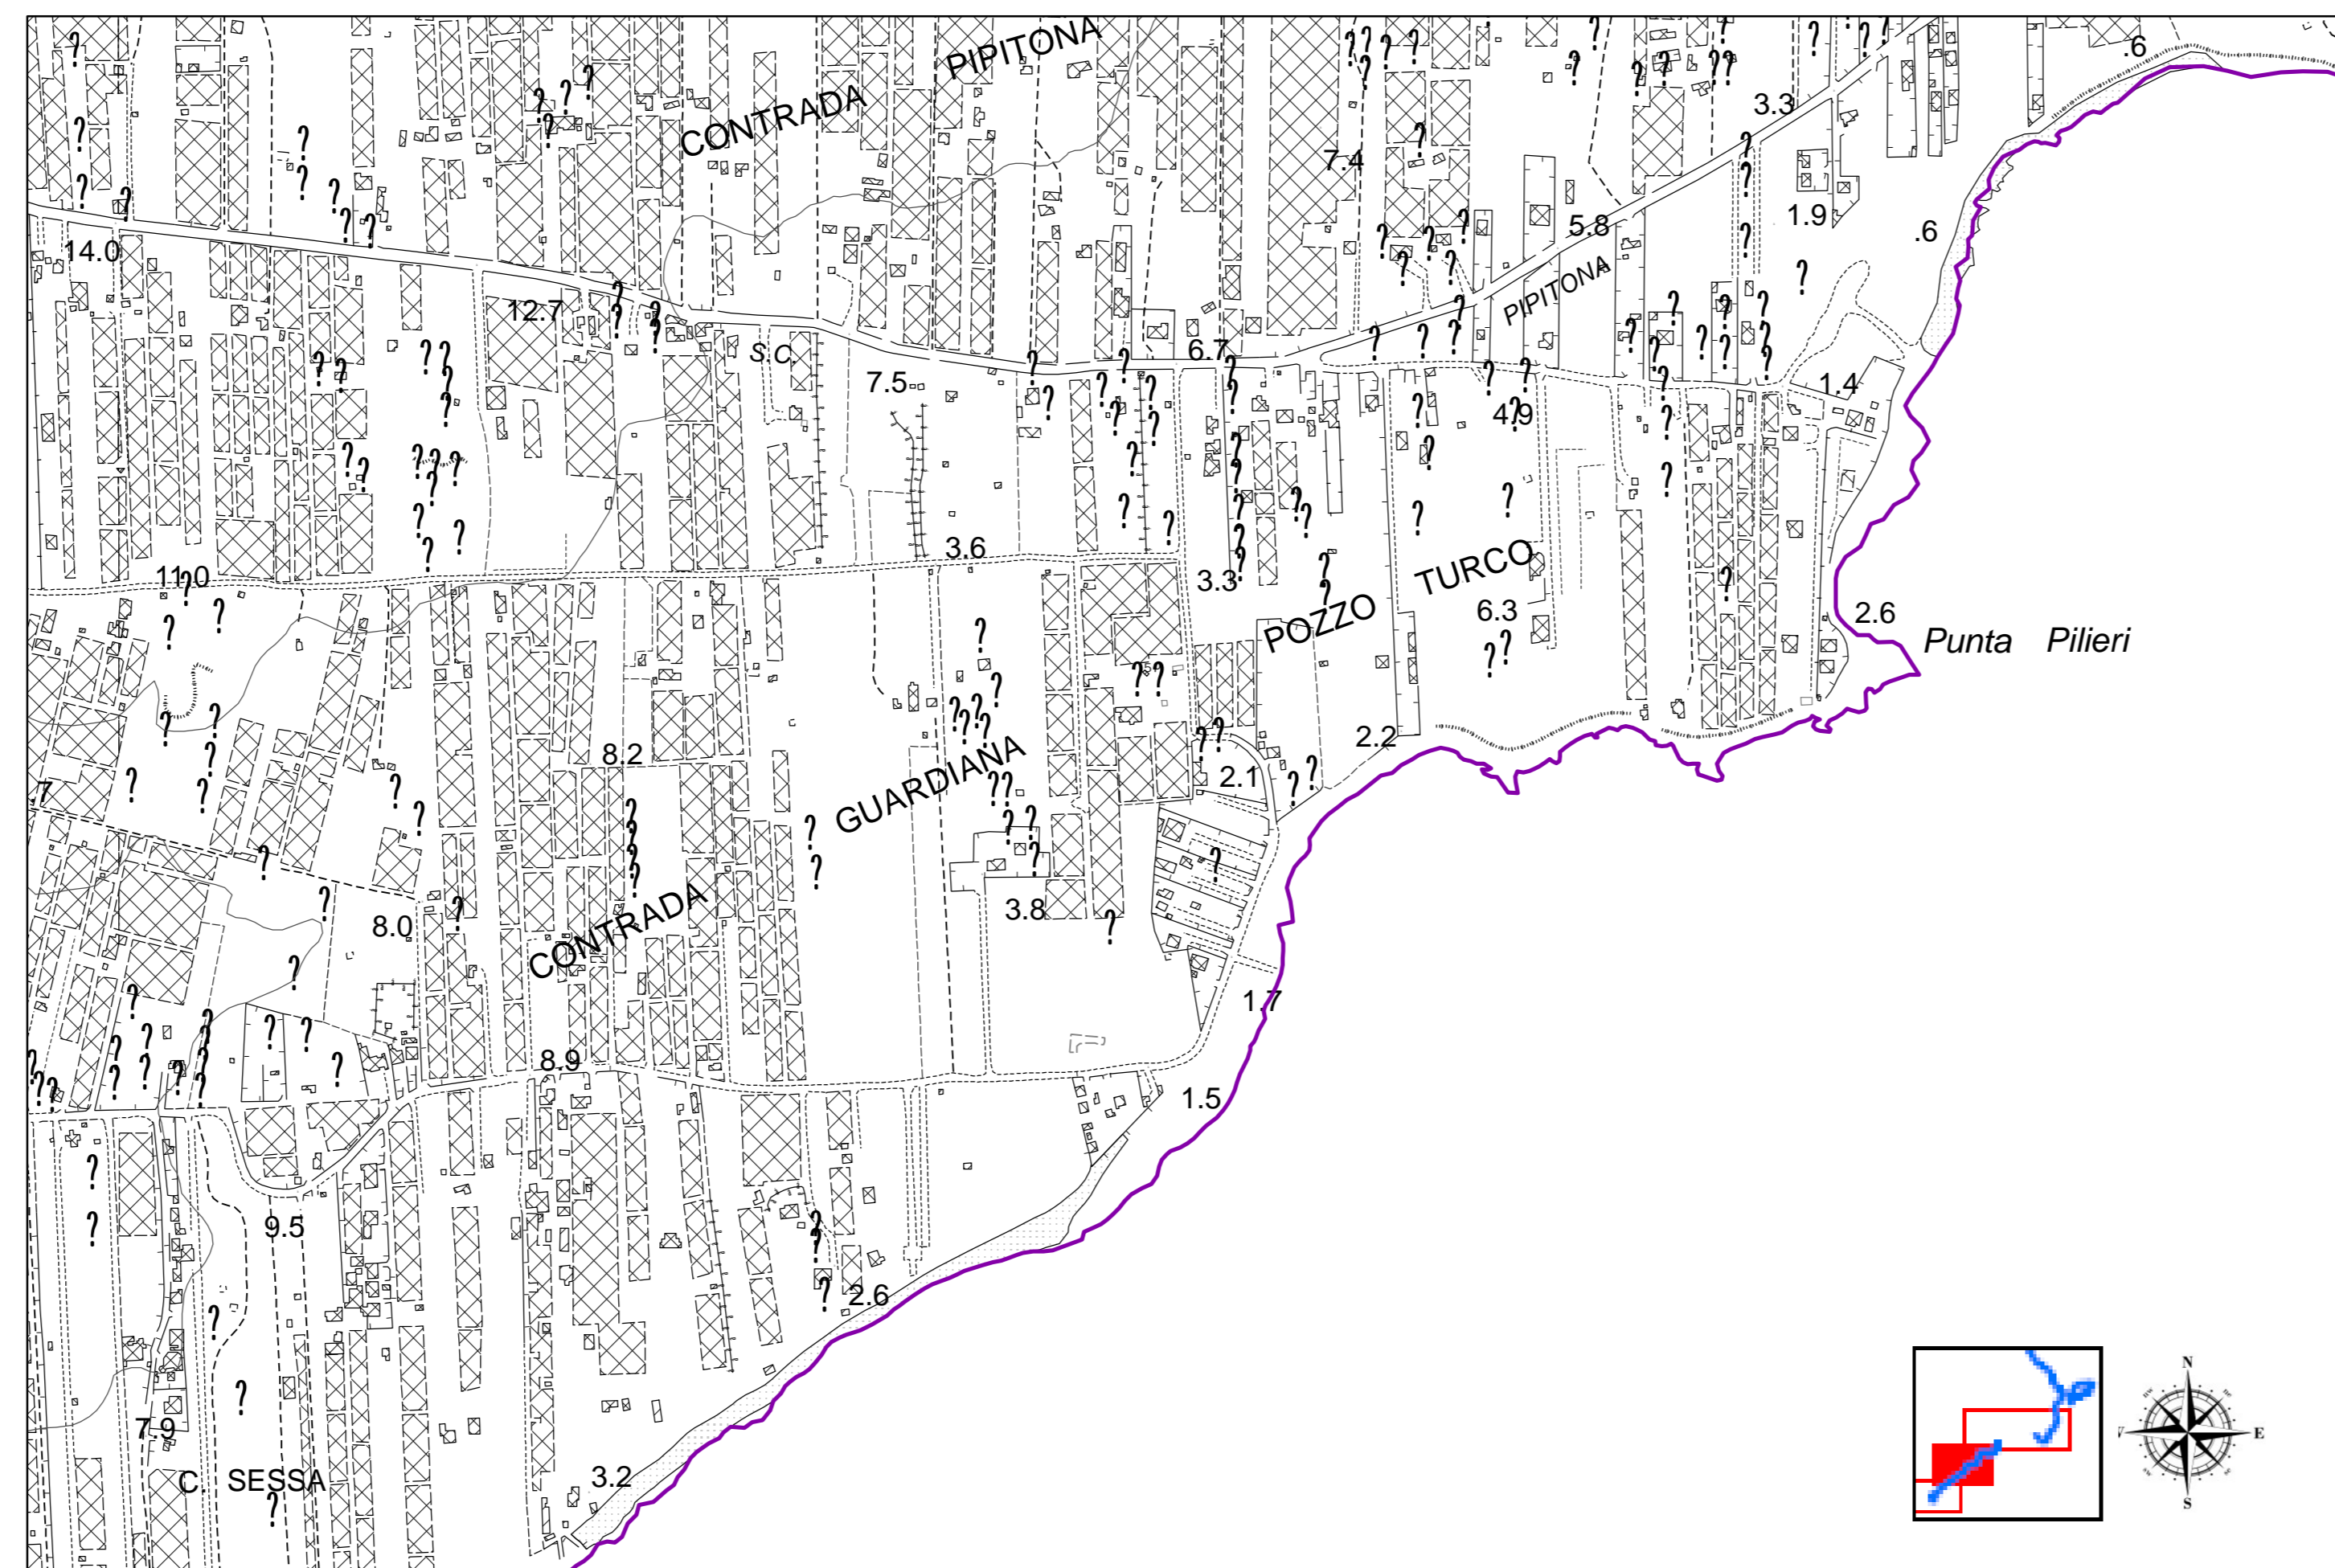 PIPITONA
CONTRADA
.6
3.3
7.4
1.9
5.8
.6
14.0
PIPITONA
12.7
6.7
S.C.
7.5
1.4
4.9
3.6
11.0
TURCO
3.3
POZZO
6.3
2.6
Punta Pilieri
2.2
8.2
GUARDIANA
2.1
.7
3.8
CONTRADA
8.0
1.7
8.9
1.5
9.5
2.6
7.9
C. SESSA
3.2
N
E
S